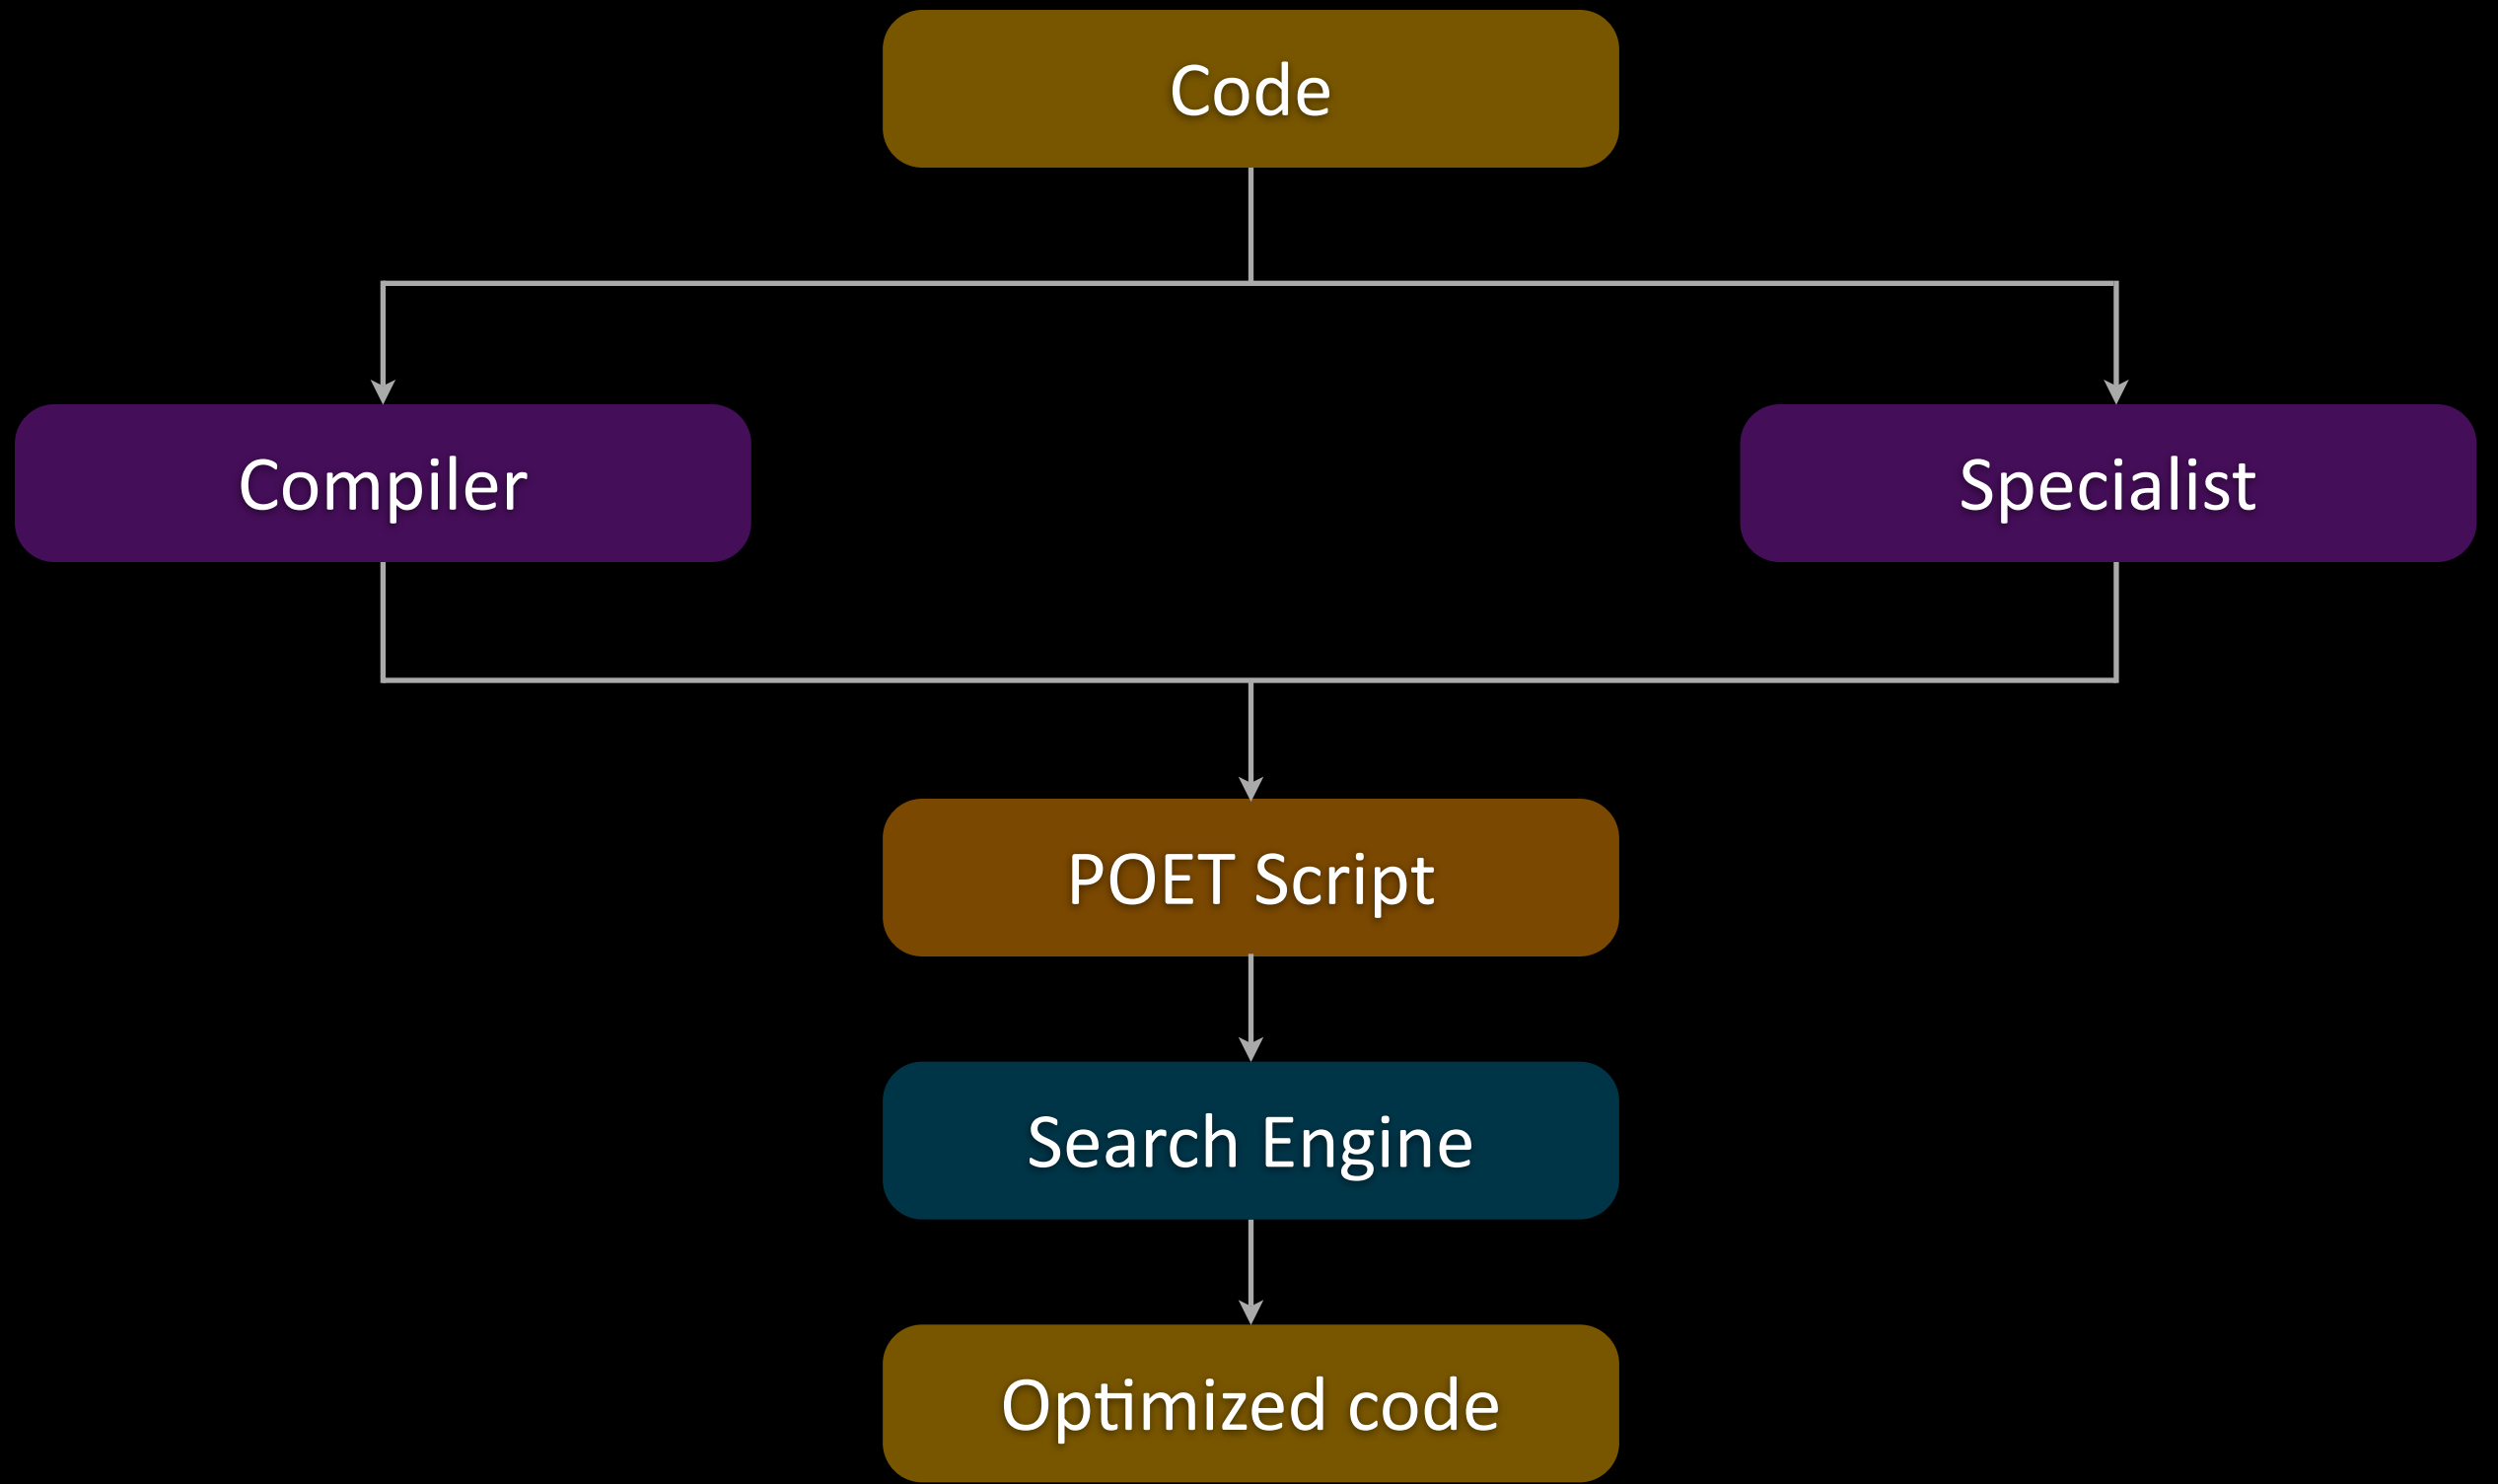 Code
Compiler
Specialist
POET Script
Search Engine
Optimized code